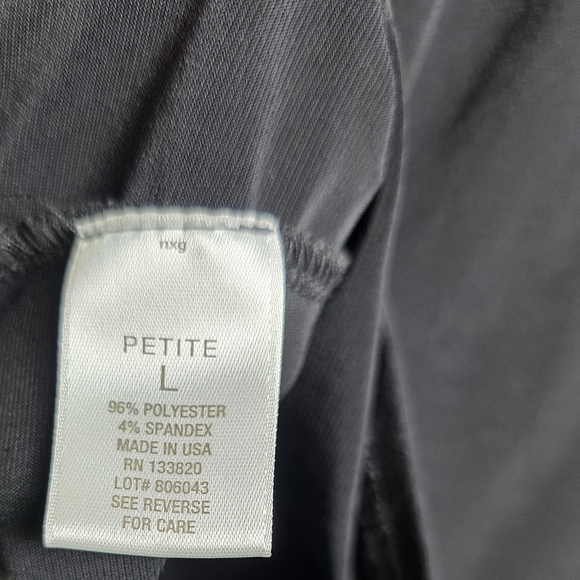 nxg
PETITE
L
96% POLYESTER
4% SPANDEX
MADE IN USA
RN 133820
LOT# 806043
SEE REVERSE
FOR CARE